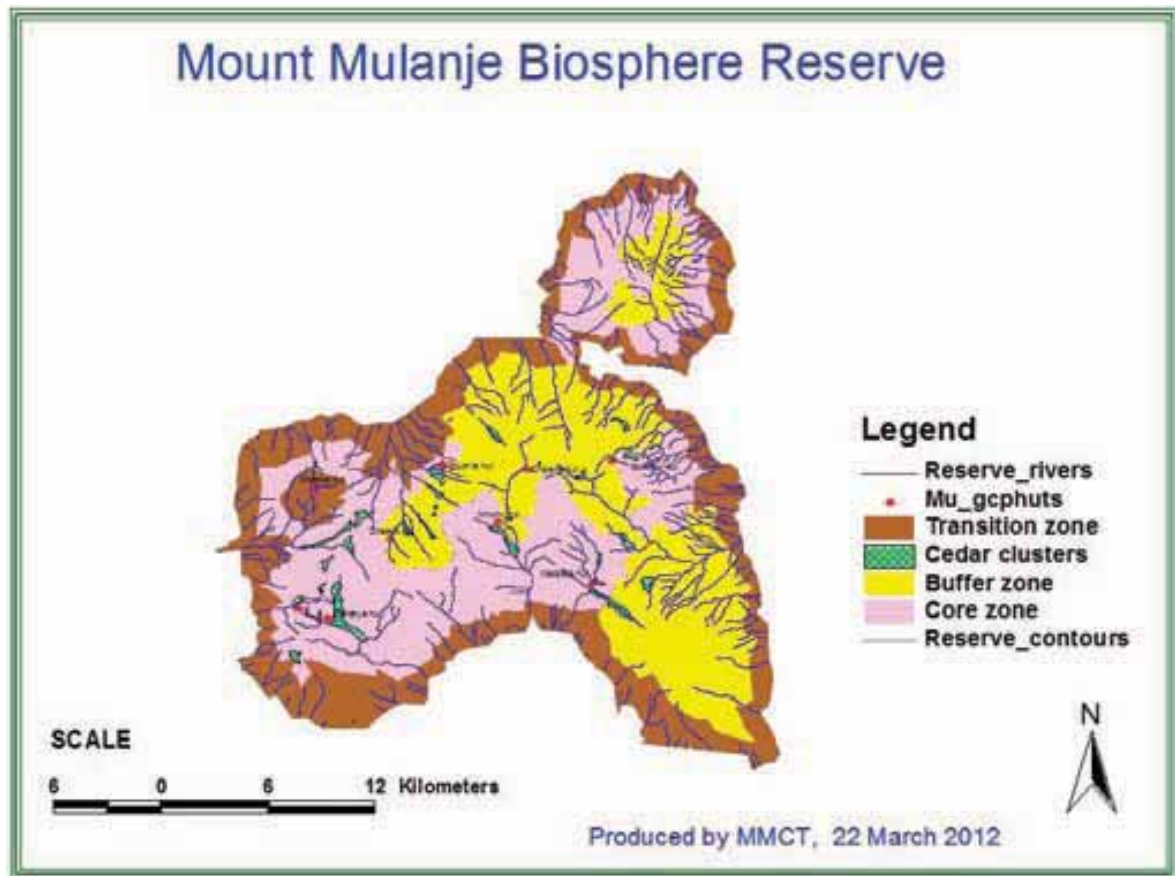 Mount Mulanje Biosphere Reserve
Legend
Reserve_rivers
Mu_gcphuts
Transition zone
Cedar clusters
Buffer zone
Core zone
Reserve_contours
N
SCALE
6 0 6 12 Kilometers
Produced by MMCT, 22 March 2012